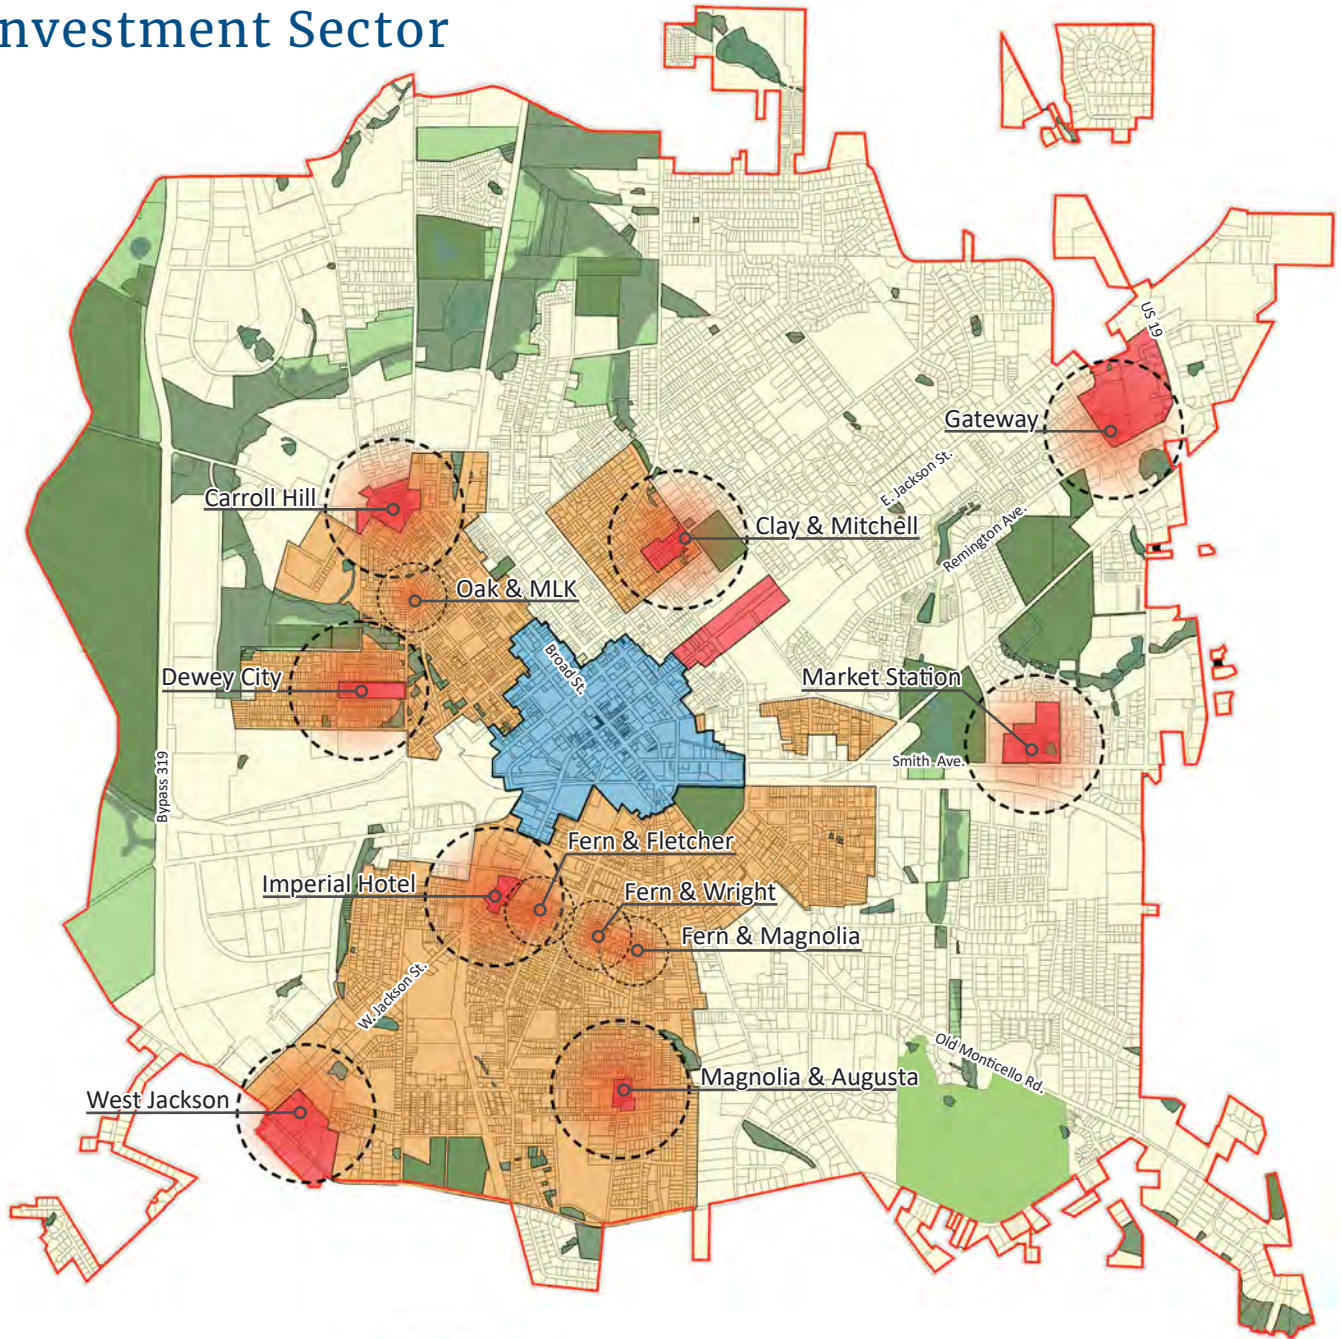 nvestment Sector
US 19
Gateway
E. Jackson St.
Carroll Hill
Clay & Mitchell
Remington Ave.
Oak & MLK
Broad St.
Dewey City
Market Station
Smith Ave.
Bypass 319
Fern & Fletcher
Imperial Hotel
Fern & Wright
Fern & Magnolia
W. Jackson St.
Old Monticello Rd.
Magnolia & Augusta
West Jackson